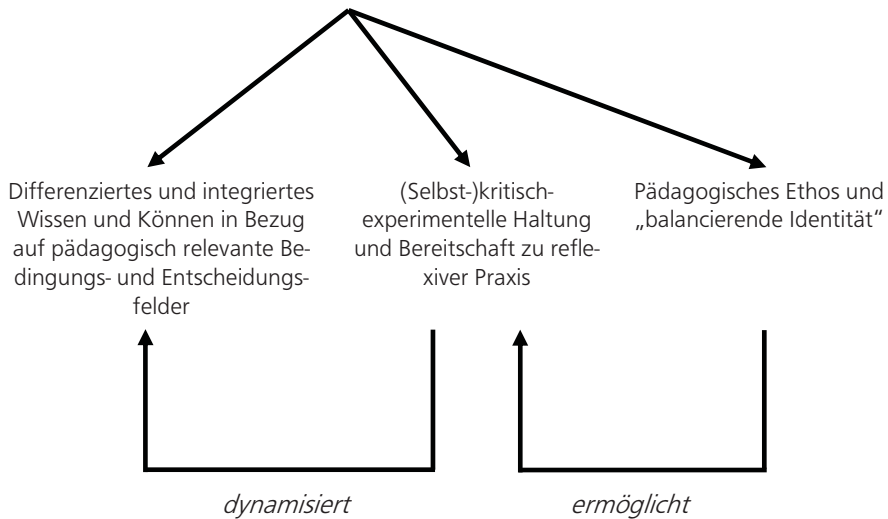 Differenziertes und integriertes
Wissen und Können in Bezug
auf pädagogisch relevante Be-
dingungs- und Entscheidungs-
felder
(Selbst-)kritisch-
experimentelle Haltung
und Bereitschaft zu refle-
xiver Praxis
Pädagogisches Ethos und
„balancierende Identität“
dynamisiert
ermöglicht